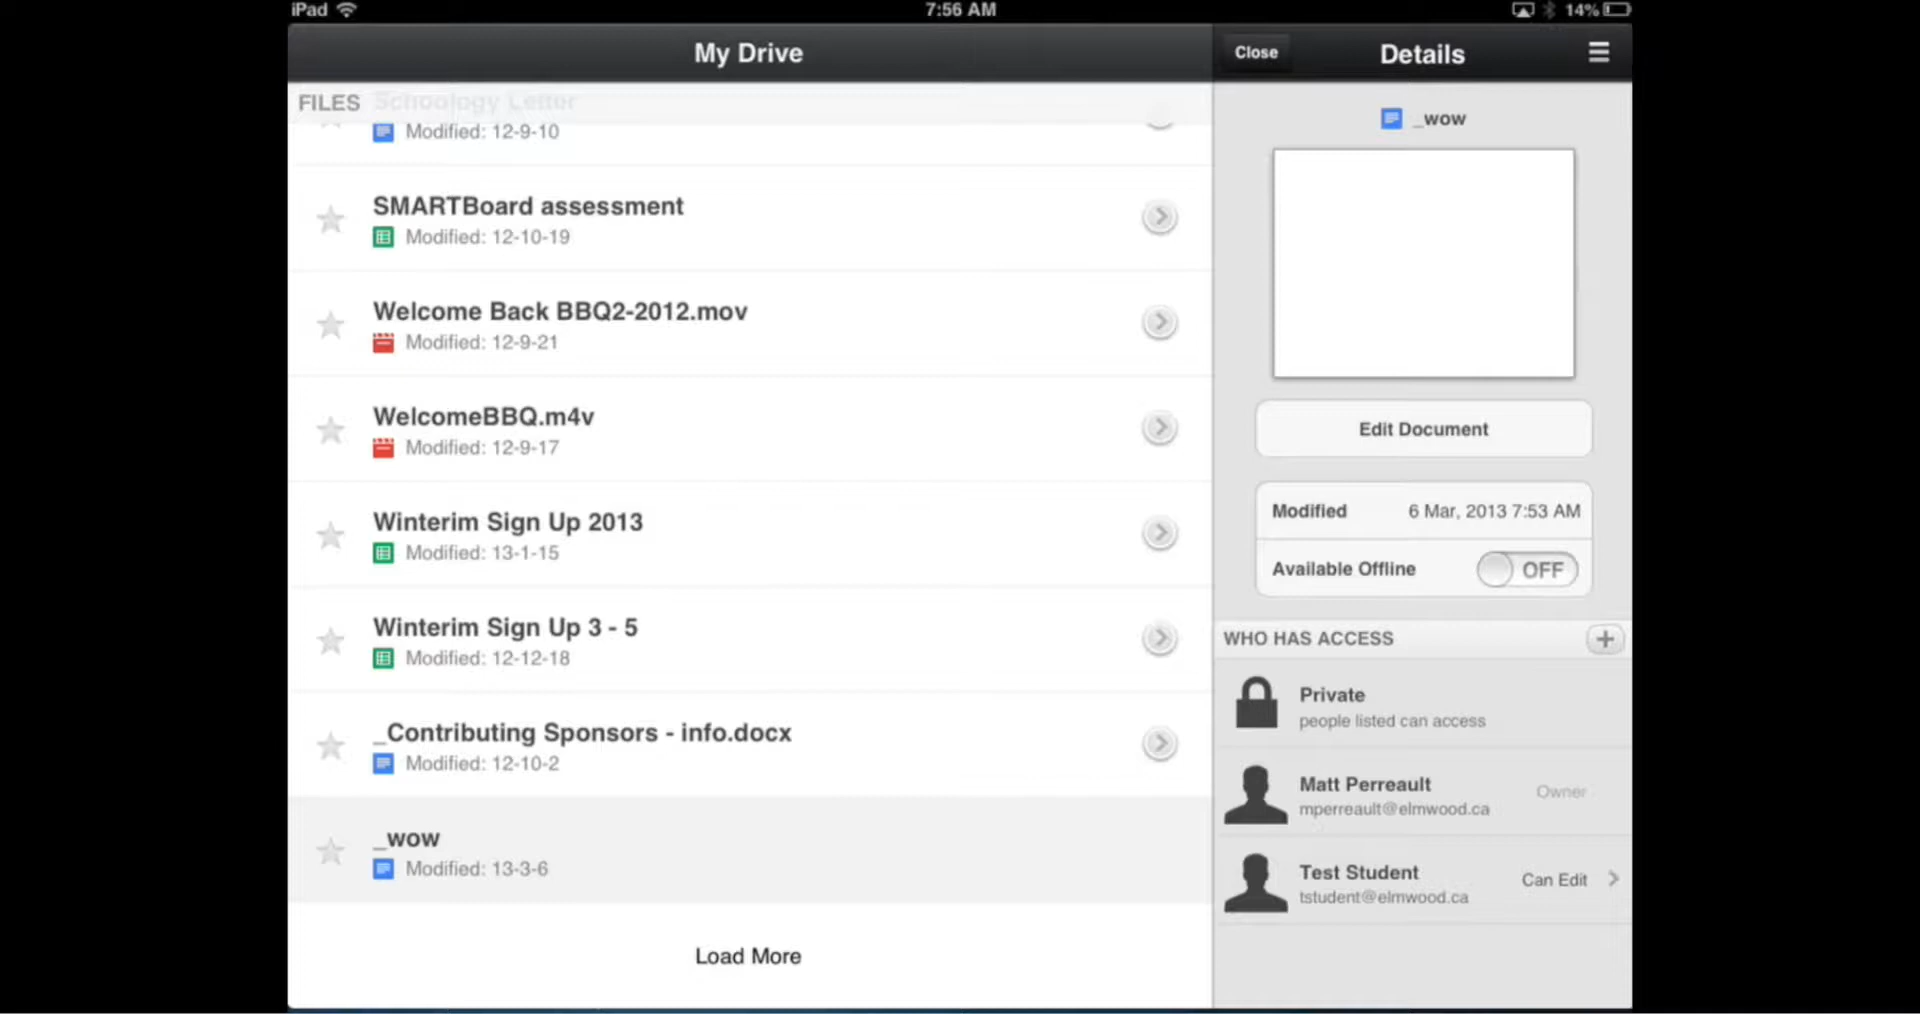 iPad 7:56 AM 14%
My Drive
FILES Schoology Letter
Modified: 12-9-10
SMARTBoard assessment
Modified: 12-10-19
Welcome Back BBQ2-2012.mov
Modified: 12-9-21
WelcomeBBQ.m4v
Modified: 12-9-17
Winterim Sign Up 2013
Modified: 13-1-15
Winterim Sign Up 3 - 5
Modified: 12-12-18
_Contributing Sponsors - info.docx
Modified: 12-10-2
_wow
Modified: 13-3-6
Load More
Close Details
_wow
Edit Document
Modified 6 Mar, 2013 7:53 AM
Available Offline OFF
WHO HAS ACCESS
Private
people listed can access
Matt Perreault
mperreault@elmwood.ca
Owner
Test Student
tstudent@elmwood.ca
Can Edit